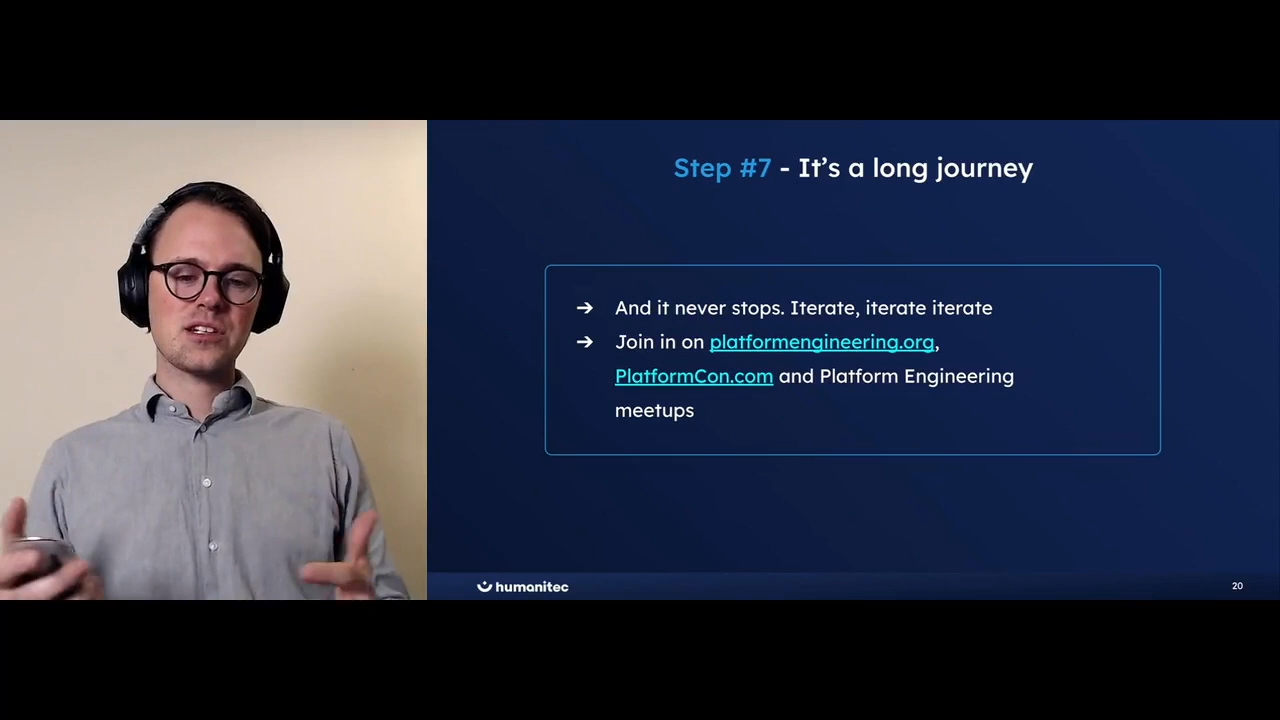 Step #7 - It's a long journey
➔ And it never stops. Iterate, iterate iterate
➔ Join in on platformengineering.org,
PlatformCon.com and Platform Engineering
meetups
humanitec
20